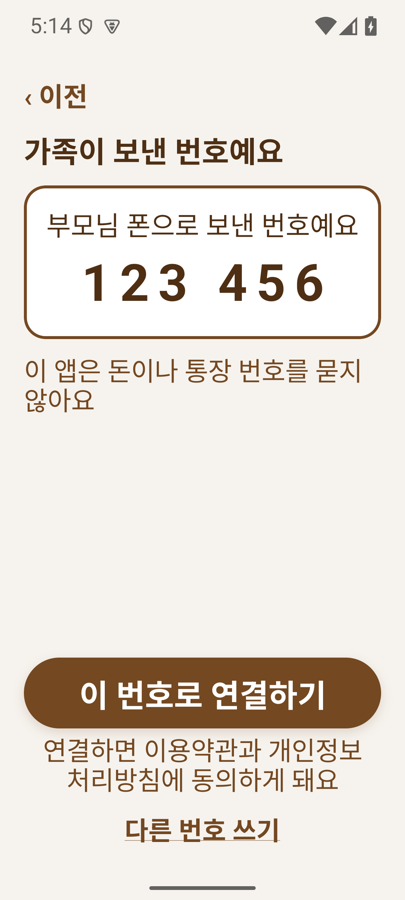 5:14
‹ 이전
가족이 보낸 번호예요
부모님 폰으로 보낸 번호예요
123 456
이 앱은 돈이나 통장 번호를 묻지
않아요
이 번호로 연결하기
연결하면 이용약관과 개인정보
처리방침에 동의하게 돼요
다른 번호 쓰기